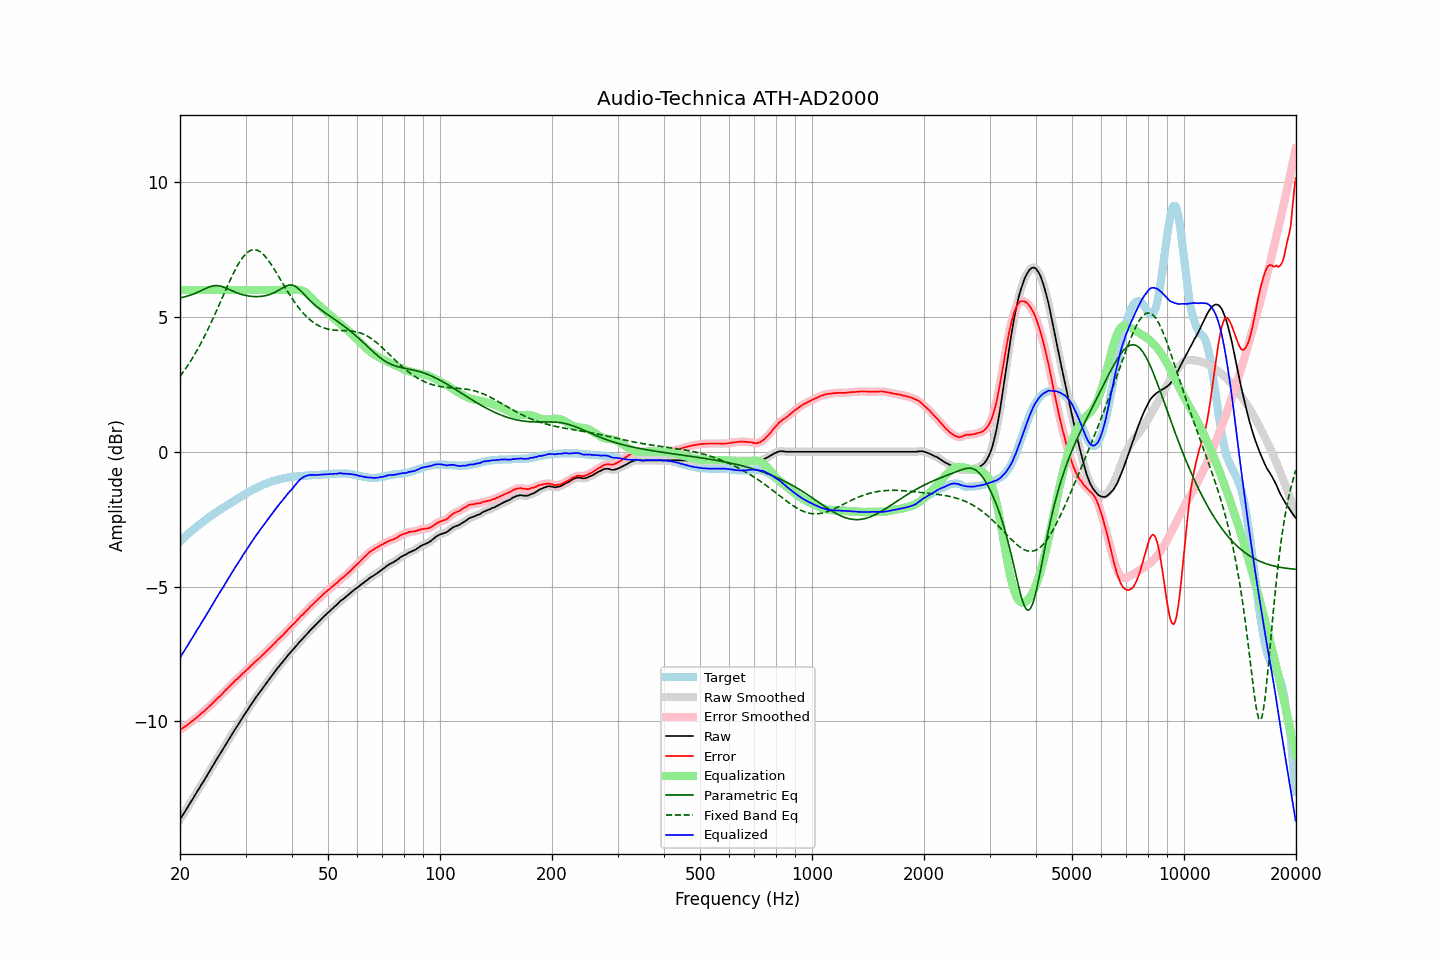 Audio-Technica ATH-AD2000
Amplitude (dBr)
10
5
0
−5
−10
20
50
100
200
500
1000
2000
5000
10000
20000
Frequency (Hz)
Target
Raw Smoothed
Error Smoothed
Raw
Error
Equalization
Parametric Eq
Fixed Band Eq
Equalized